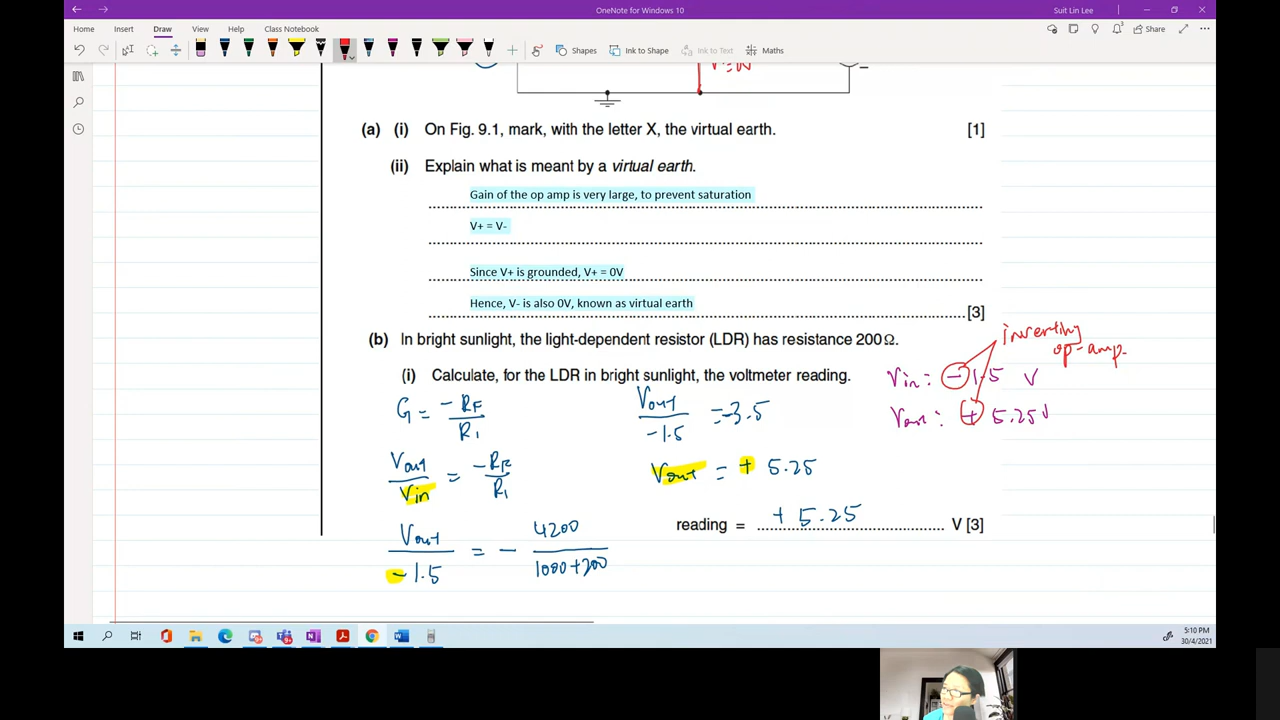 OneNote for Windows 10
Suit Lin Lee
Home Insert Draw View Help Class Notebook
Share
Shapes Ink to Shape Ink to Text Maths
(a) (i) On Fig. 9.1, mark, with the letter X, the virtual earth. [1]
(ii) Explain what is meant by a virtual earth.
Gain of the op amp is very large, to prevent saturation
V+ = V-
Since V+ is grounded, V+ = 0V
Hence, V- is also 0V, known as virtual earth
[3]
(b) In bright sunlight, the light-dependent resistor (LDR) has resistance 200 Ω.
inverting
op-amp
(i) Calculate, for the LDR in bright sunlight, the voltmeter reading.
Vin: - 1.5 V
Vout: + 5.25V
G = -RF / RI
Vout / -1.5 = -3.5
Vout / Vin = -RF / RI
Vout = + 5.25
reading = + 5.25 V [3]
Vout / -1.5 = - 4200 / 1000+200
5:10 PM
30/4/2021